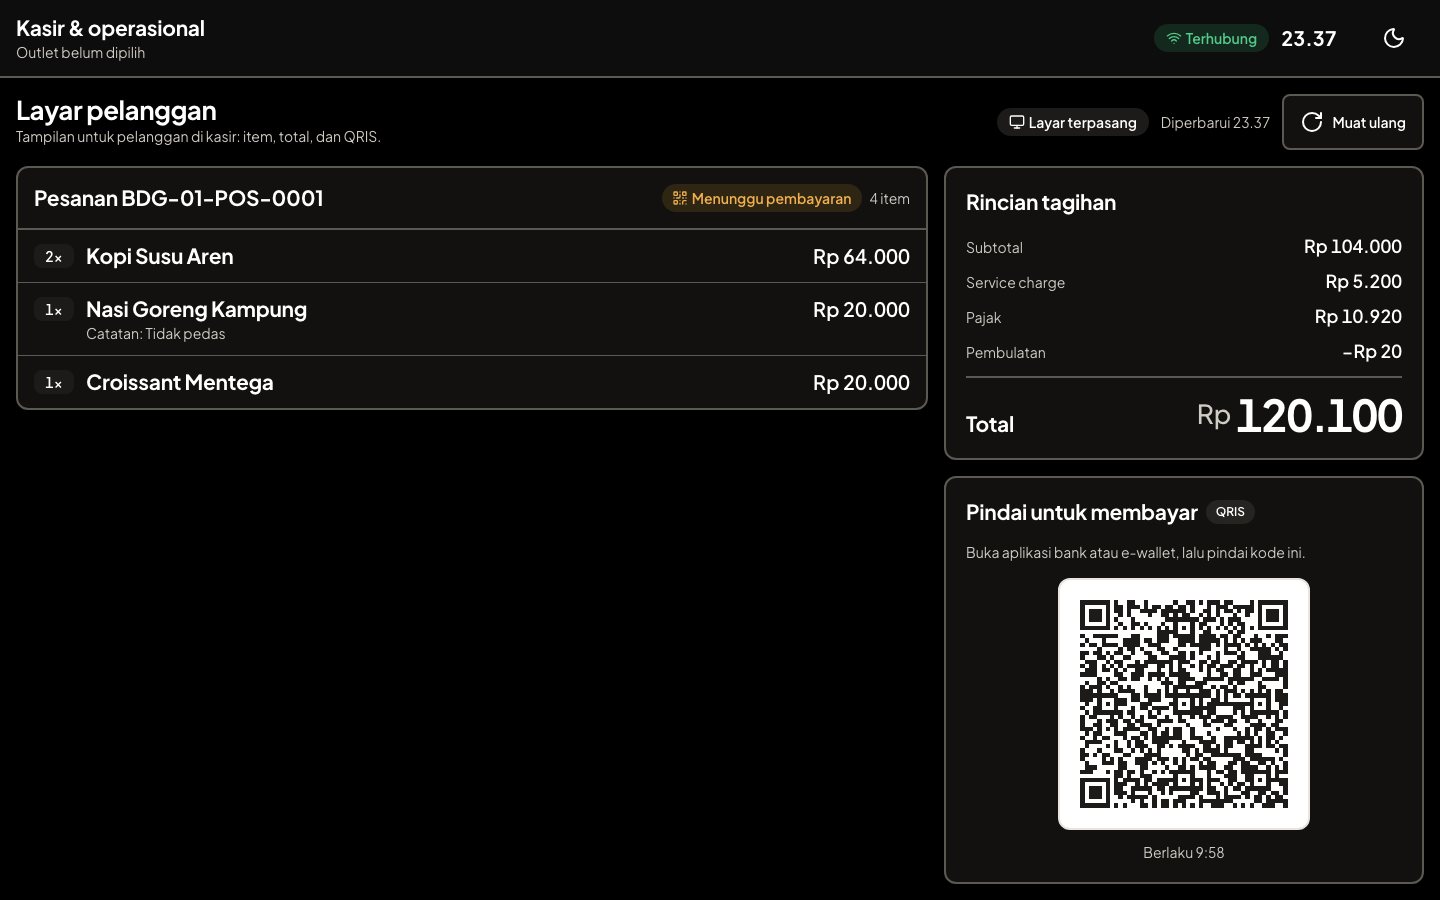 Kasir & operasional
Outlet belum dipilih
Terhubung
23.37
Layar pelanggan
Tampilan untuk pelanggan di kasir: item, total, dan QRIS.
Layar terpasang
Diperbarui 23.37
Muat ulang
Pesanan BDG-01-POS-0001
Menunggu pembayaran
4 item
2× Kopi Susu Aren Rp 64.000
1× Nasi Goreng Kampung Rp 20.000
Catatan: Tidak pedas
1× Croissant Mentega Rp 20.000
Rincian tagihan
Subtotal Rp 104.000
Service charge Rp 5.200
Pajak Rp 10.920
Pembulatan −Rp 20
Total Rp 120.100
Pindai untuk membayar QRIS
Buka aplikasi bank atau e-wallet, lalu pindai kode ini.
Berlaku 9:58